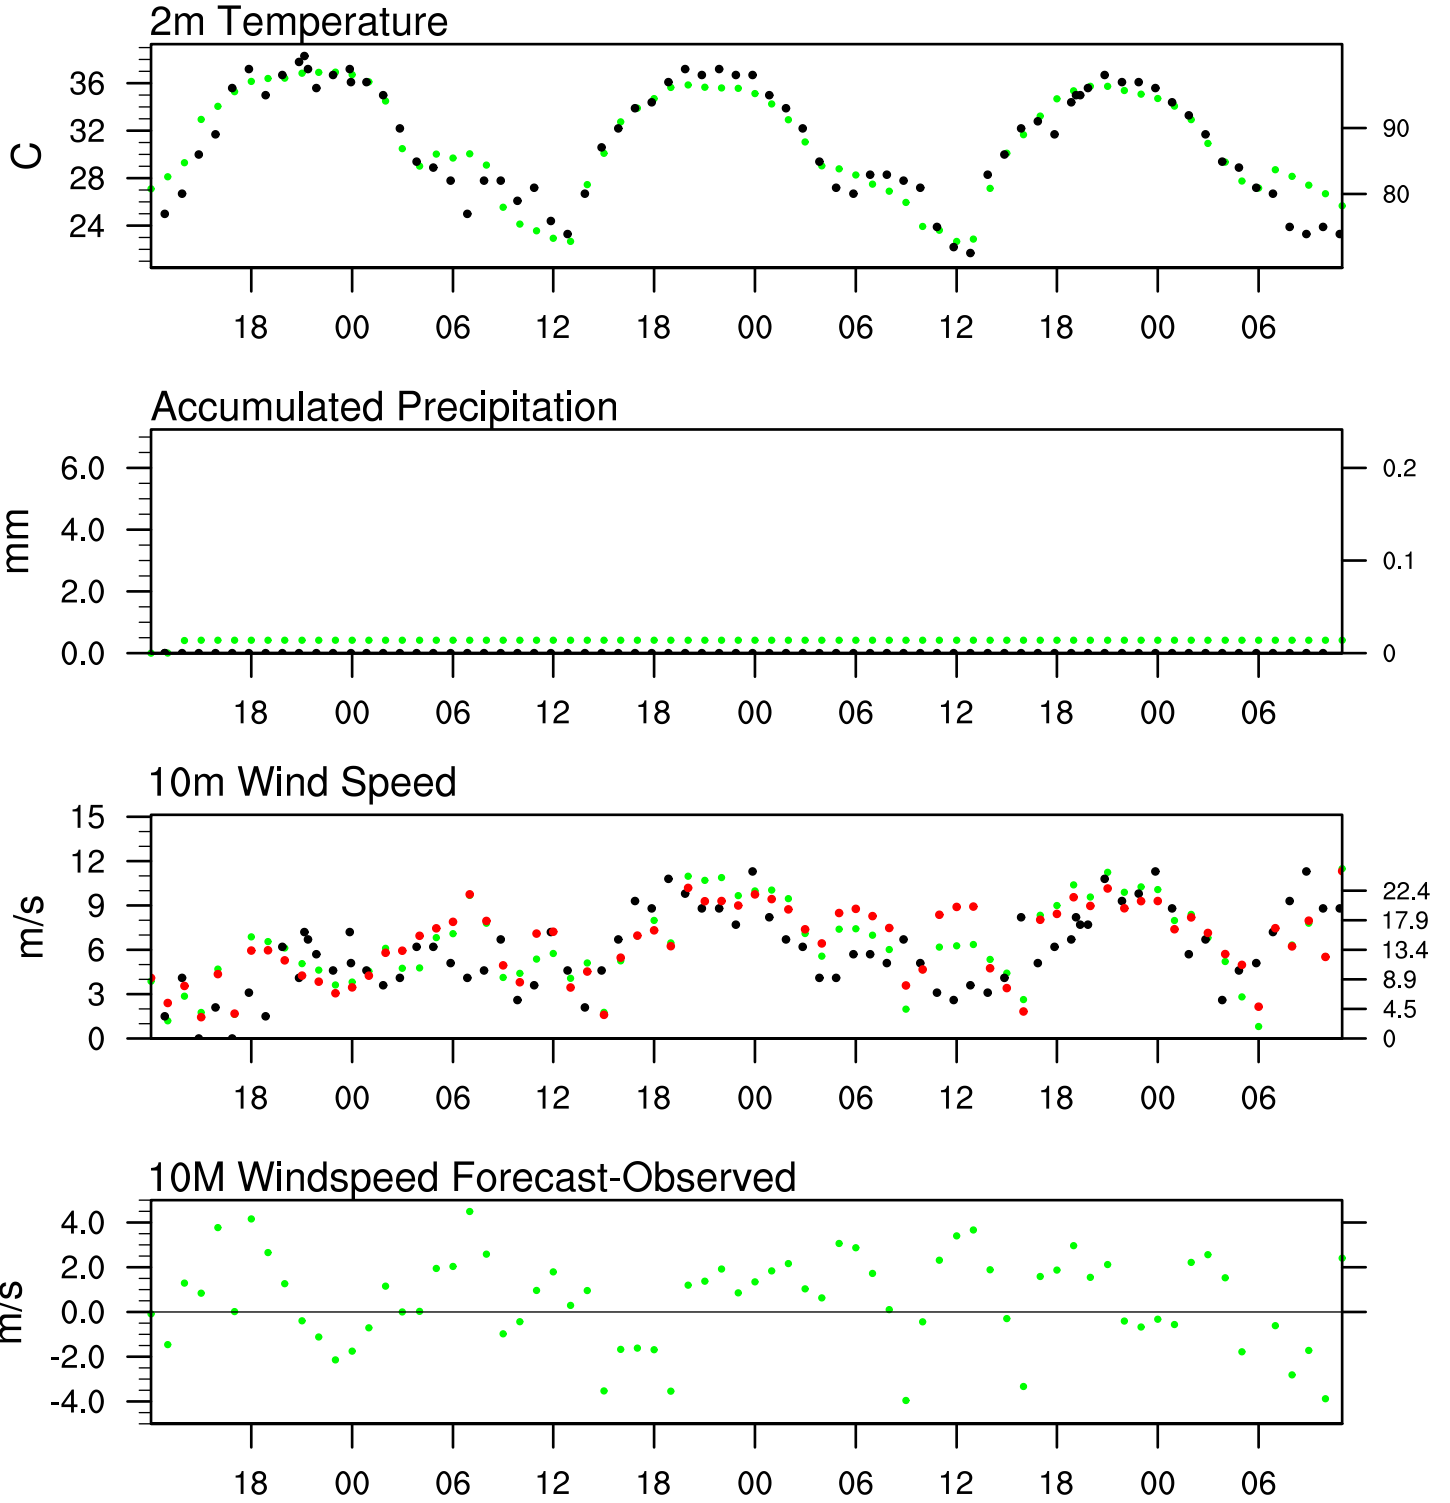 2m Temperature
C
36
32
28
24
90
80
18 00 06 12 18 00 06 12 18 00 06
Accumulated Precipitation
mm
6.0
4.0
2.0
0.0
0.2
0.1
0
18 00 06 12 18 00 06 12 18 00 06
10m Wind Speed
m/s
15
12
9
6
3
0
22.4
17.9
13.4
8.9
4.5
0
18 00 06 12 18 00 06 12 18 00 06
10M Windspeed Forecast-Observed
m/s
4.0
2.0
0.0
-2.0
-4.0
18 00 06 12 18 00 06 12 18 00 06